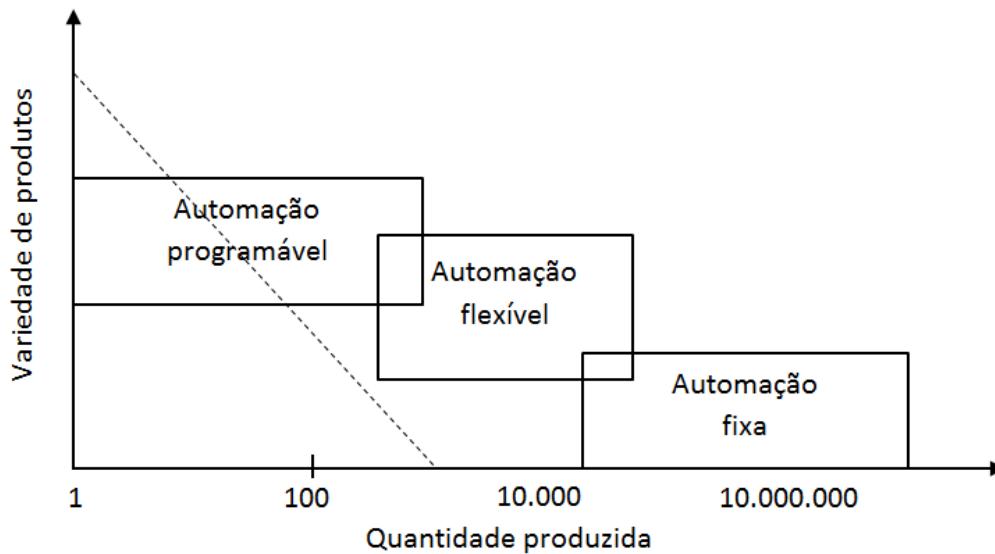 Variedade de produtos
Automação
programável
Automação
flexível
Automação
fixa
1
100
10.000
10.000.000
Quantidade produzida